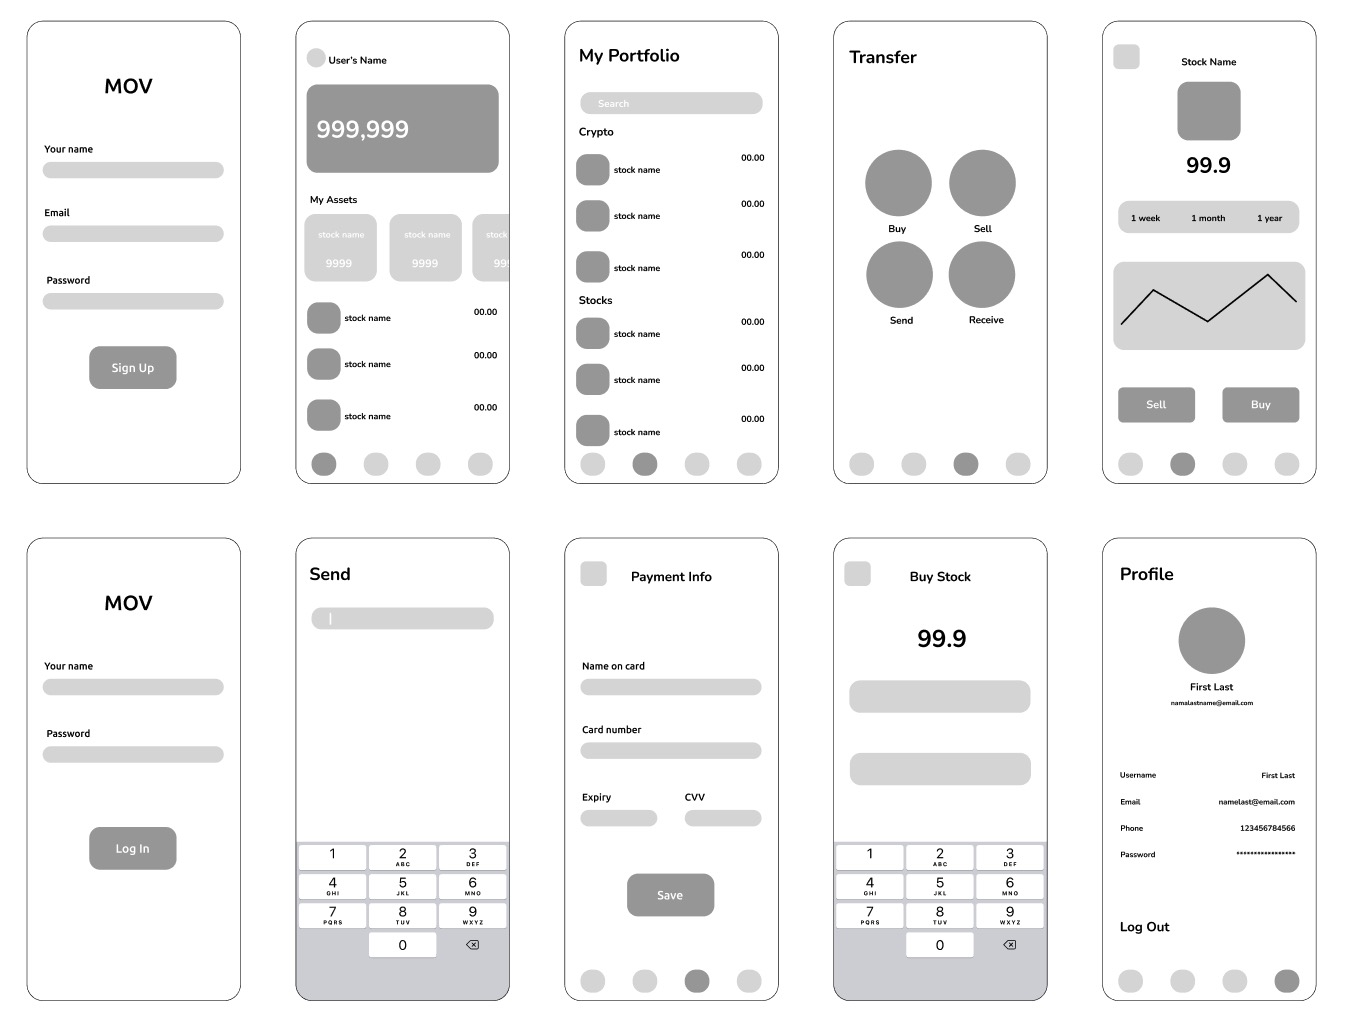 MOV
Your name
Email
Password
Sign Up
User's Name
999,999
My Assets
stock name
stock name
stock
9999
9999
999
stock name
00.00
stock name
00.00
stock name
00.00
My Portfolio
Search
Crypto
stock name
00.00
stock name
00.00
stock name
00.00
Stocks
stock name
00.00
stock name
00.00
stock name
00.00
Transfer
Buy
Sell
Send
Receive
Stock Name
99.9
1 week
1 month
1 year
Sell
Buy
MOV
Your name
Password
Log In
Send
1
2
ABC
3
DEF
4
GHI
5
JKL
6
MNO
7
PQRS
8
TUV
9
WXYZ
0
Payment Info
Name on card
Card number
Expiry
CVV
Save
Buy Stock
99.9
1
2
ABC
3
DEF
4
GHI
5
JKL
6
MNO
7
PQRS
8
TUV
9
WXYZ
0
Profile
First Last
namalastname@email.com
Username
First Last
Email
namelast@email.com
Phone
123456784566
Password
*****************
Log Out